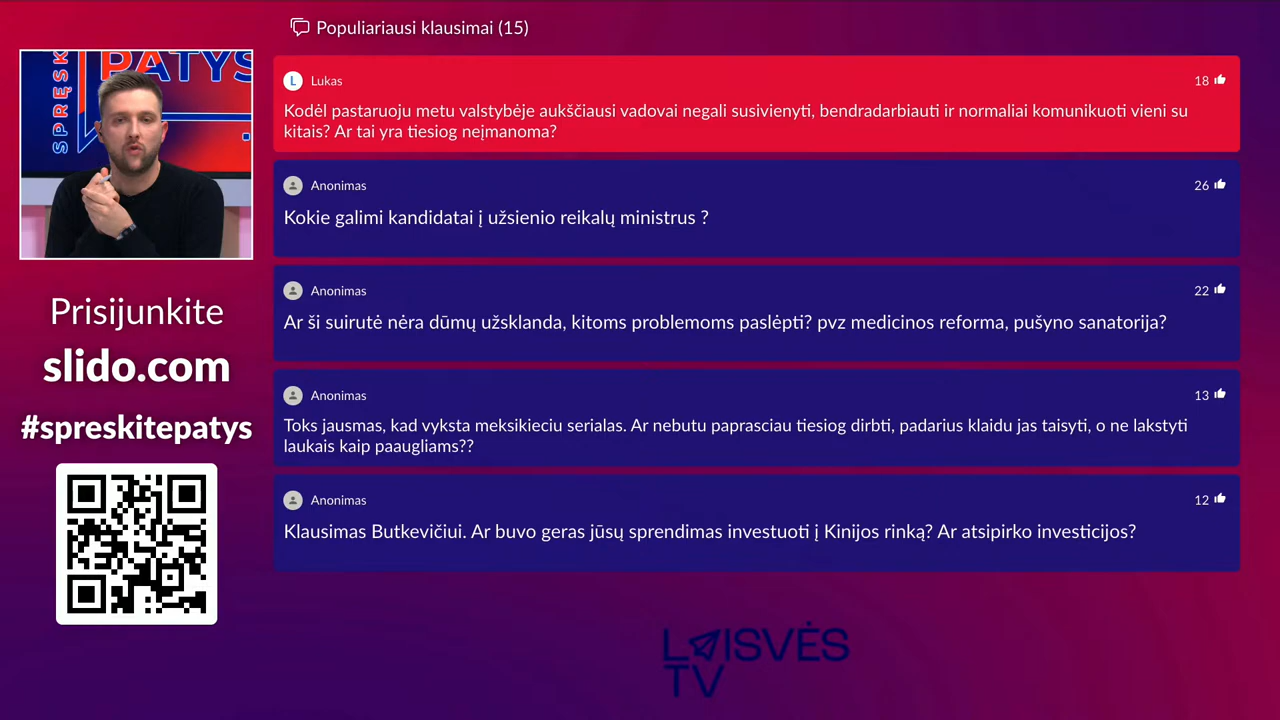 Populiariausi klausimai (15)
SPRĘSK
PATYS
L
Lukas
18
Kodėl pastaruoju metu valstybėje aukščiausi vadovai negali susivienyti, bendradarbiauti ir normaliai komunikuoti vieni su
kitais? Ar tai yra tiesiog neįmanoma?
Anonimas
26
Kokie galimi kandidatai į užsienio reikalų ministrus ?
Anonimas
22
Ar ši suirutė nėra dūmų užsklanda, kitoms problemoms paslėpti? pvz medicinos reforma, pušyno sanatorija?
Anonimas
13
Toks jausmas, kad vyksta meksikieciu serialas. Ar nebutu paprasciau tiesiog dirbti, padarius klaidu jas taisyti, o ne lakstyti
laukais kaip paaugliams??
Anonimas
12
Klausimas Butkevičiui. Ar buvo geras jūsų sprendimas investuoti į Kinijos rinką? Ar atsipirko investicijos?
Prisijunkite
slido.com
#spreskitepatys
LAISVĖS
TV